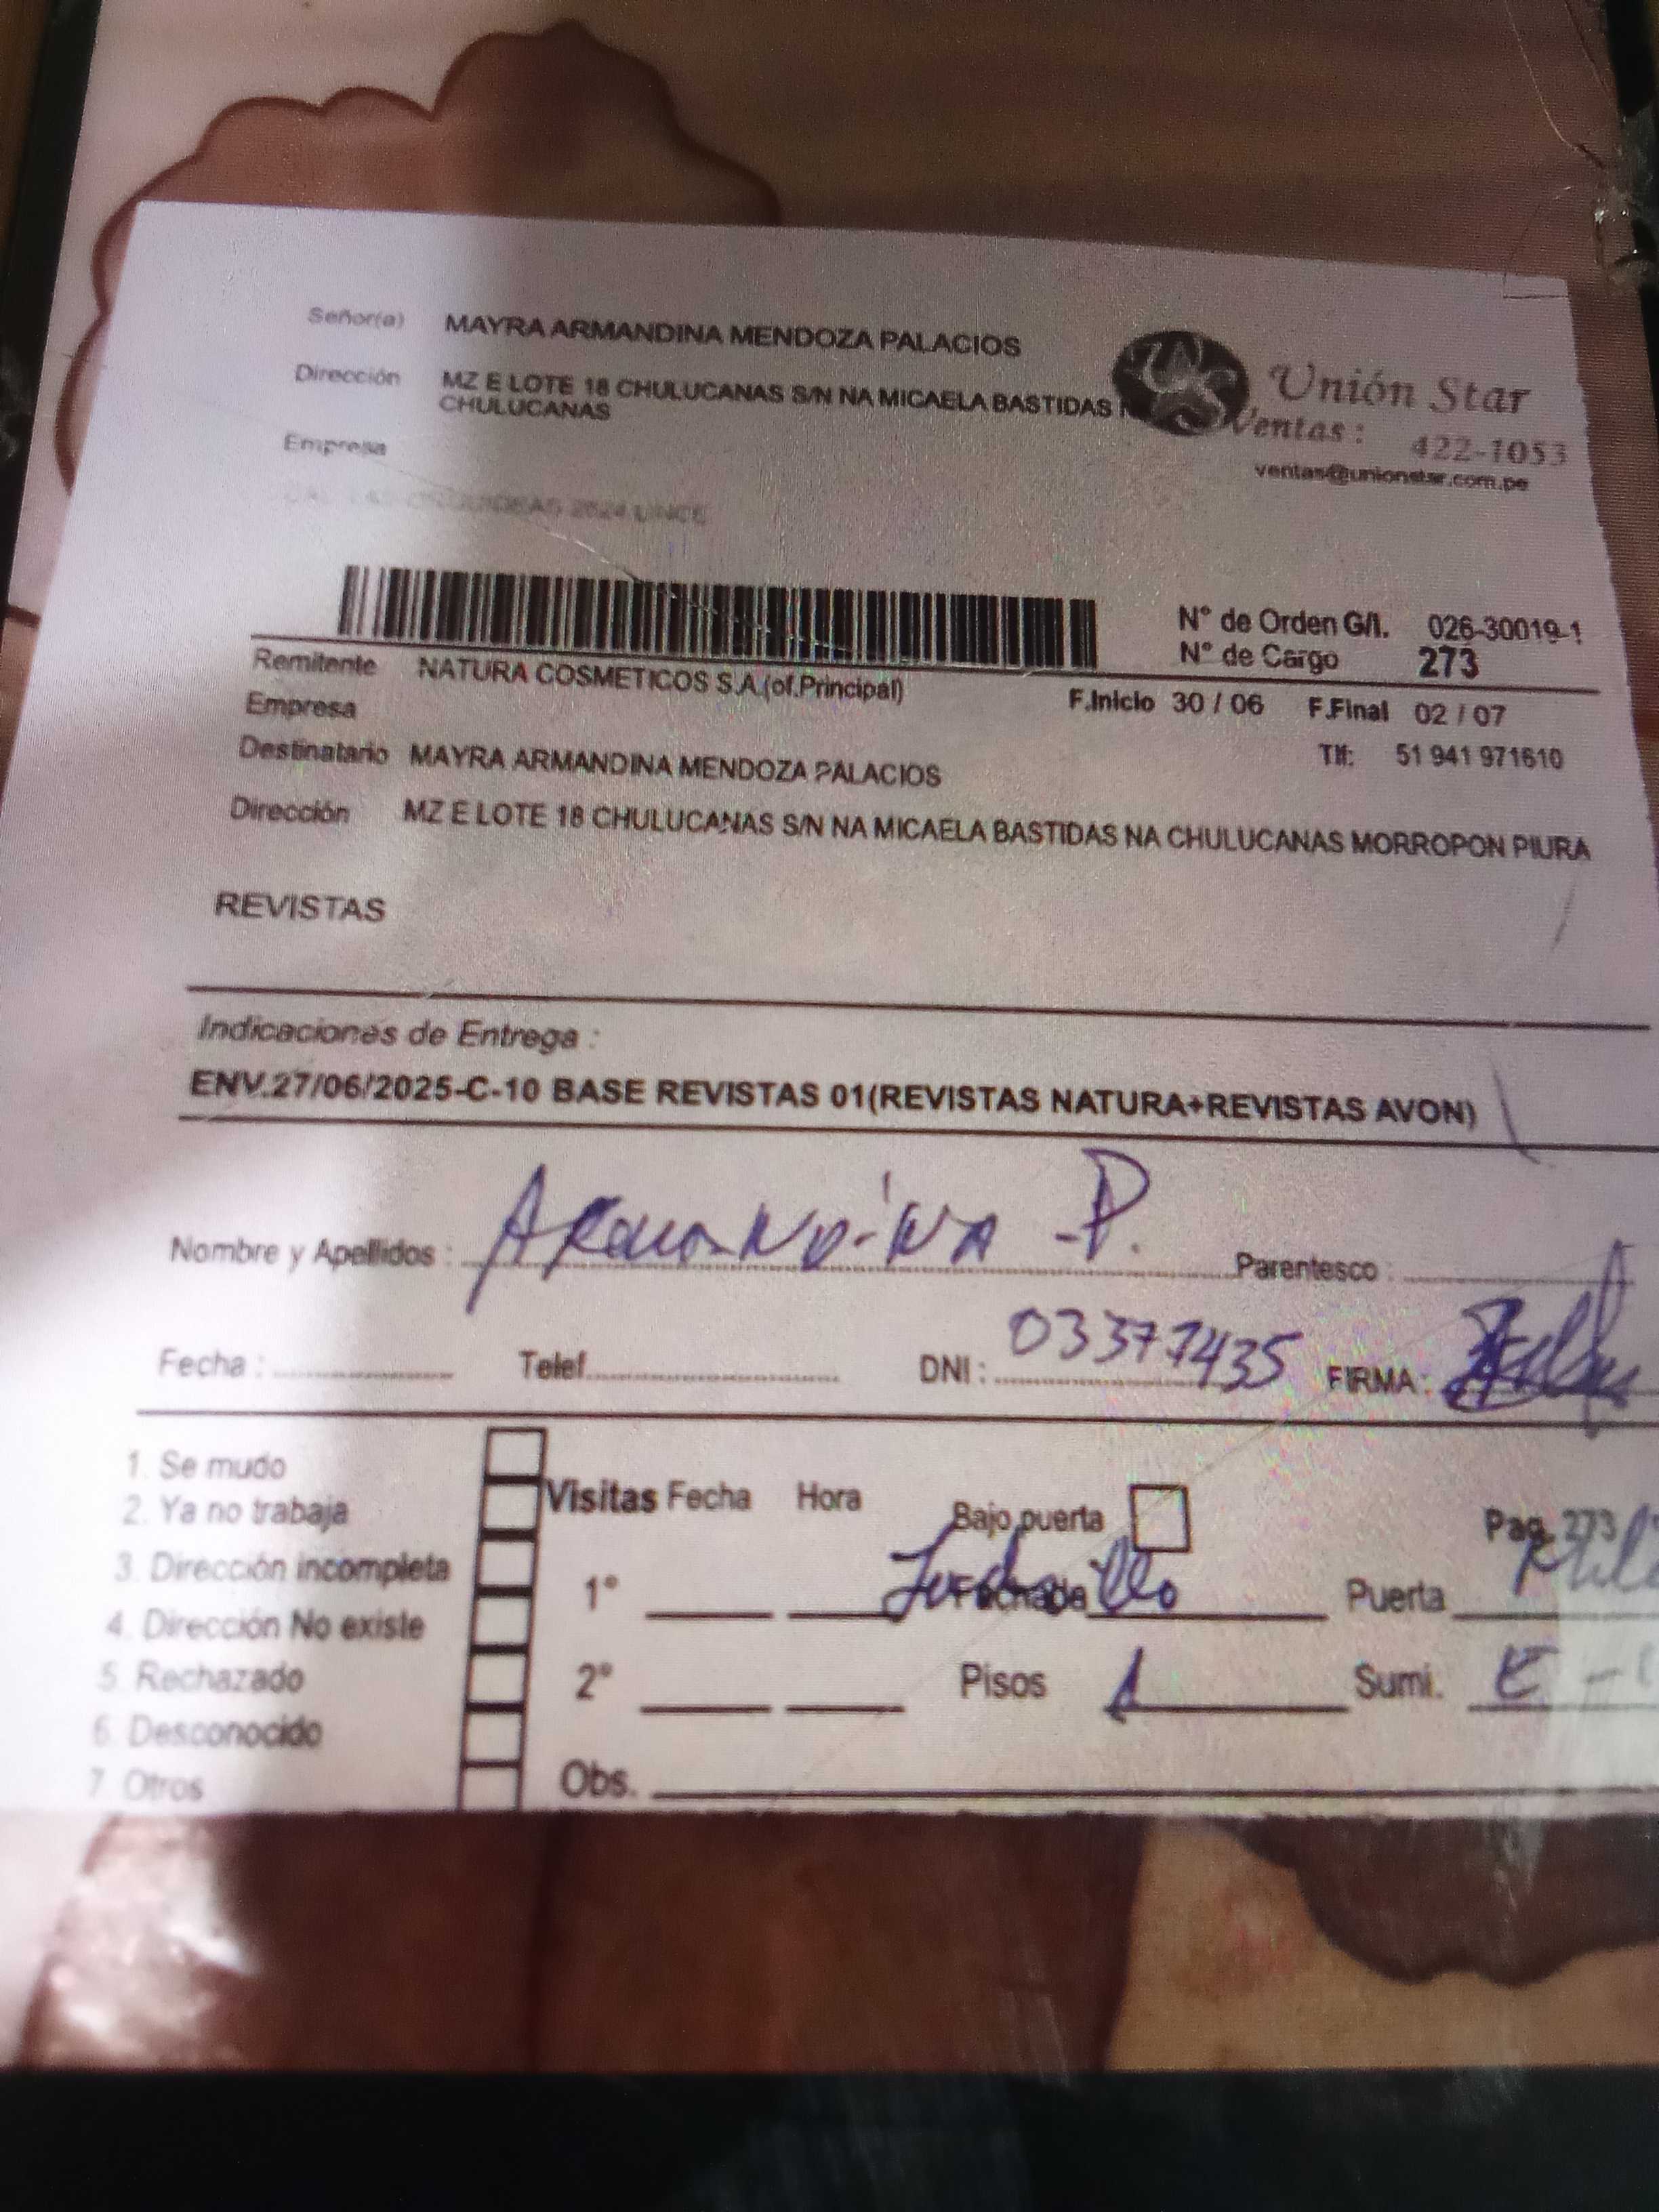 Señor(a) MAYRA ARMANDINA MENDOZA PALACIOS
Dirección MZ E LOTE 18 CHULUCANAS S/N NA MICAELA BASTIDAS
CHULUCANAS
Unión Star
Ventas: 422-1053
ventas@unionstar.com.pe
Empresa
2024
N° de Orden G/I. 026-30019-1
N° de Cargo 273
Remitente NATURA COSMETICOS S.A.(of.Principal)
Empresa
F.Inicio 30 / 06 F.Final 02 / 07
Destinatario MAYRA ARMANDINA MENDOZA PALACIOS
Tlf: 51 941 971610
Dirección MZ E LOTE 18 CHULUCANAS S/N NA MICAELA BASTIDAS NA CHULUCANAS MORROPON PIURA
REVISTAS
Indicaciones de Entrega :
ENV.27/06/2025-C-10 BASE REVISTAS 01(REVISTAS NATURA+REVISTAS AVON)
Nombre y Apellidos : ARMANDINA P. Parentesco :
Fecha : Telef. DNI : 03377435 FIRMA :
1. Se mudo
2. Ya no trabaja
3. Dirección incompleta
4. Dirección No existe
5. Rechazado
6. Desconocido
7. Otros
Visitas Fecha Hora
1°
2°
Obs.
Bajo puerta
Pag. 273
Fachada Ladrillo Puerta
Pisos 1 Sumi. E -